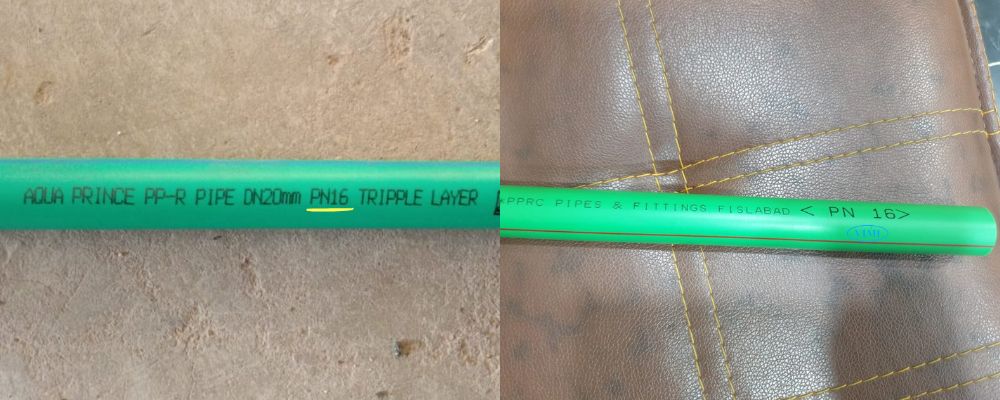 AQUA PRINCE PP-R PIPE DN20mm PN16 TRIPPLE LAYER
PPRC PIPES & FITTINGS FISLABAD < PN 16>